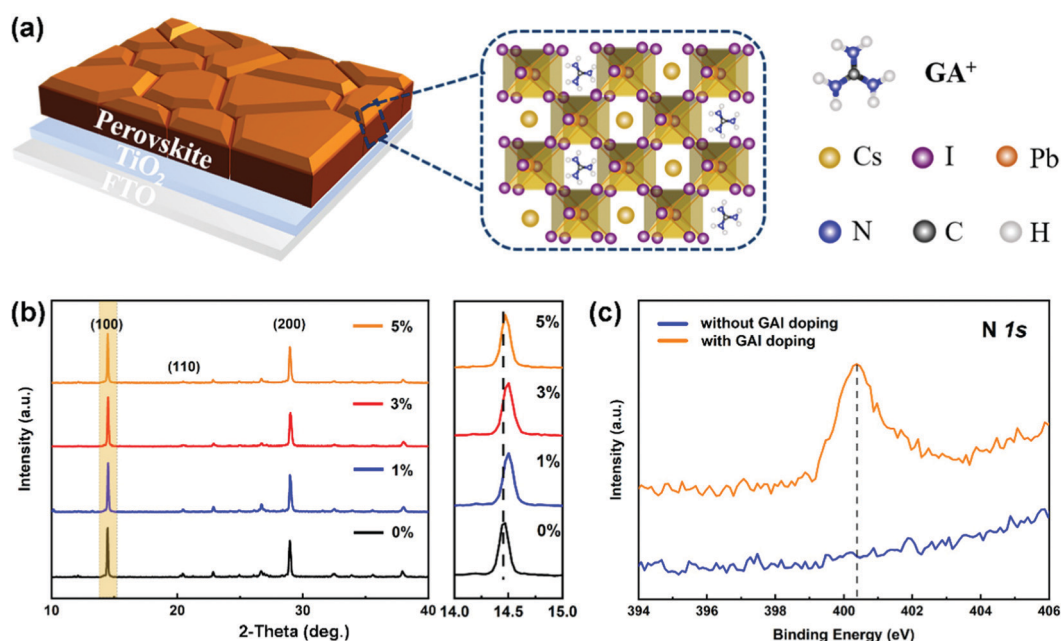 (a)
Perovskite
TiO₂
FTO
GA⁺
Cs
I
Pb
N
C
H
(b)
(100)
(110)
(200)
5%
3%
1%
0%
Intensity (a.u.)
10
20
30
40
2-Theta (deg.)
5%
3%
1%
0%
14.0
14.5
15.0
(c)
without GAI doping
with GAI doping
N 1s
Intensity (a.u.)
394
396
398
400
402
404
406
Binding Energy (eV)